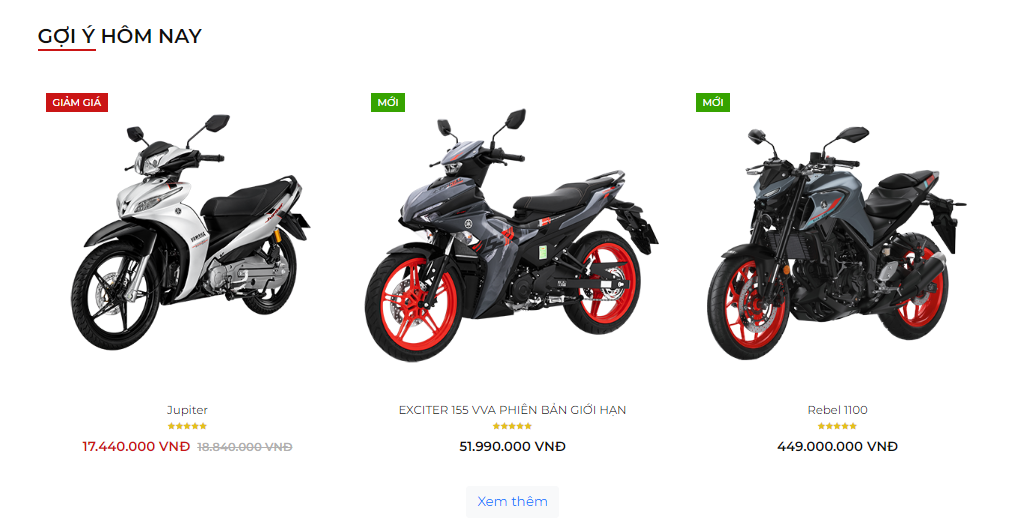 GỢI Ý HÔM NAY
GIẢM GIÁ
MỚI
MỚI
Jupiter
EXCITER 155 VVA PHIÊN BẢN GIỚI HẠN
Rebel 1100
17.440.000 VNĐ 18.840.000 VNĐ
51.990.000 VNĐ
449.000.000 VNĐ
Xem thêm